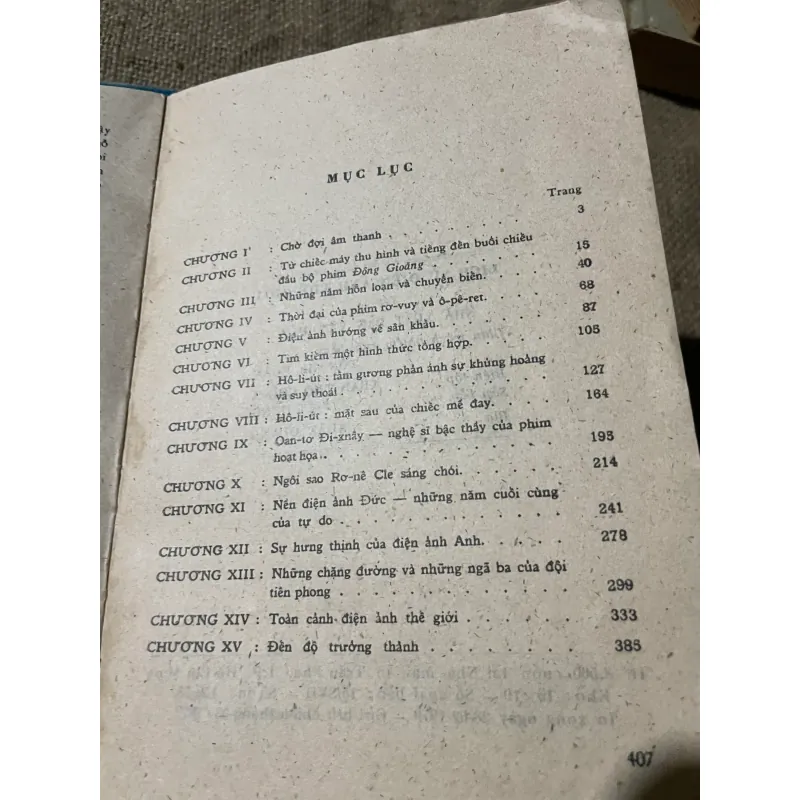 MỤC LỤC
Trang
CHƯƠNG I : Chờ đợi âm thanh . . . . . . . . . 3
CHƯƠNG II : Từ chiếc máy thu hình và tiếng đến buổi chiếu
đầu bộ phim Đông Gioăng . . . . . . . 15
CHƯƠNG III : Những năm hỗn loạn và chuyển biến. . . . . 40
CHƯƠNG IV : Thời đại của phim rơ-vuy và ô-pê-ret. . . . . 68
CHƯƠNG V : Điện ảnh hướng về sân khấu. . . . . . . 87
CHƯƠNG VI : Tìm kiếm một hình thức tổng hợp. . . . . . 105
CHƯƠNG VII : Hô-li-út : tấm gương phản ánh sự khủng hoảng
và suy thoái . . . . . . . . . . . 127
CHƯƠNG VIII : Hô-li-út : mặt sau của chiếc mề đay. . . . . 164
CHƯƠNG IX : Oan-tơ Đi-xnây — nghệ sĩ bậc thầy của phim
hoạt họa. . . . . . . . . . . . 195
CHƯƠNG X : Ngôi sao Rơ-nê Cle sáng chói. . . . . . 214
CHƯƠNG XI : Nền điện ảnh Đức — những năm cuối cùng
của tự do . . . . . . . . . . . 241
CHƯƠNG XII : Sự hưng thịnh của điện ảnh Anh. . . . . 278
CHƯƠNG XIII : Những chặng đường và những ngã ba của đội
tiên phong . . . . . . . . . . . 299
CHƯƠNG XIV : Toàn cảnh điện ảnh thế giới . . . . . . 333
CHƯƠNG XV : Đến độ trưởng thành . . . . . . . . 385
407